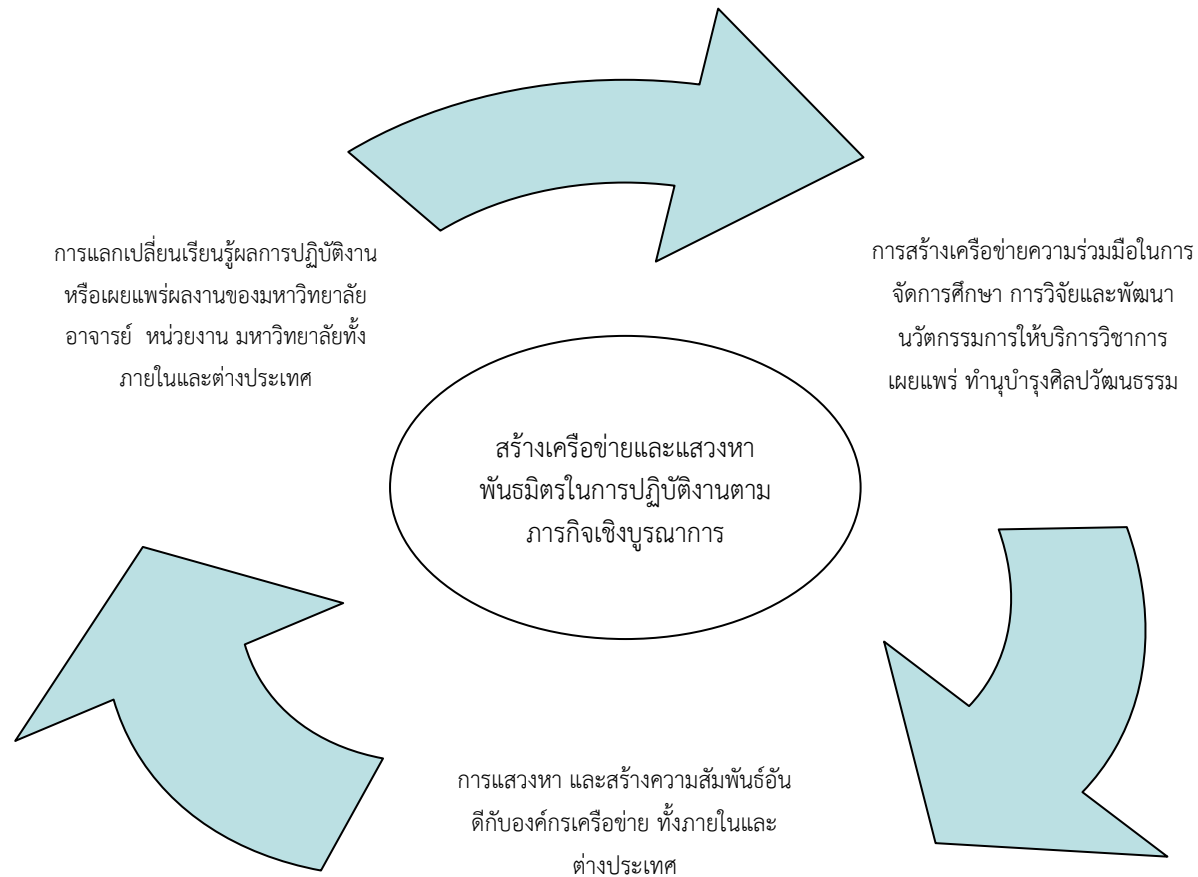 การแลกเปลี่ยนเรียนรู้ผลการปฏิบัติงาน
หรือเผยแพร่ผลงานของมหาวิทยาลัย
อาจารย์ หน่วยงาน มหาวิทยาลัยทั้ง
ภายในและต่างประเทศ
การสร้างเครือข่ายความร่วมมือในการ
จัดการศึกษา การวิจัยและพัฒนา
นวัตกรรมการให้บริการวิชาการ
เผยแพร่ ทำนุบำรุงศิลปวัฒนธรรม
สร้างเครือข่ายและแสวงหา
พันธมิตรในการปฏิบัติงานตาม
ภารกิจเชิงบูรณาการ
การแสวงหา และสร้างความสัมพันธ์อัน
ดีกับองค์กรเครือข่าย ทั้งภายในและ
ต่างประเทศ